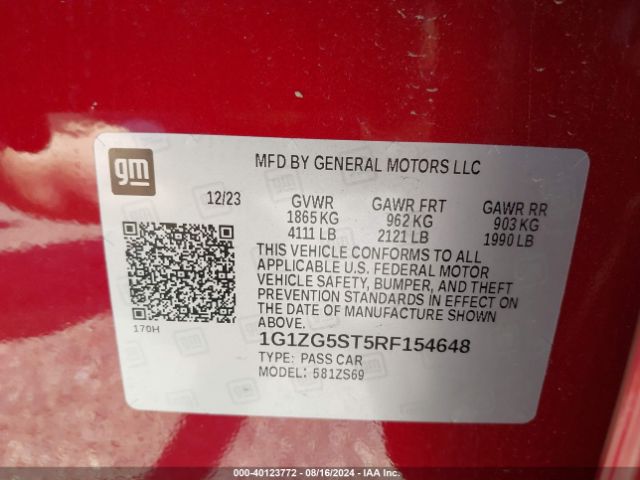 gm
MFD BY GENERAL MOTORS LLC
12/23 GVWR GAWR FRT GAWR RR
1865 KG 962 KG 903 KG
4111 LB 2121 LB 1990 LB
THIS VEHICLE CONFORMS TO ALL
APPLICABLE U.S. FEDERAL MOTOR
VEHICLE SAFETY, BUMPER, AND THEFT
PREVENTION STANDARDS IN EFFECT ON
THE DATE OF MANUFACTURE SHOWN
ABOVE.
170H
1G1ZG5ST5RF154648
TYPE: PASS CAR
MODEL: 581ZS69
000-40123772 - 08/16/2024 - IAA Inc.